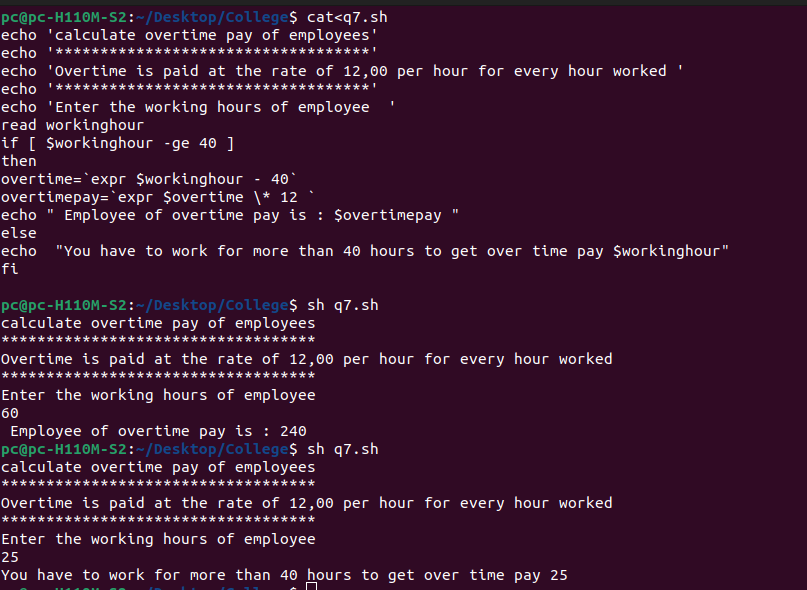 pc@pc-H110M-S2:~/Desktop/College$ cat<q7.sh
echo 'calculate overtime pay of employees'
echo '***********************************'
echo 'Overtime is paid at the rate of 12,00 per hour for every hour worked '
echo '***********************************'
echo 'Enter the working hours of employee  '
read workinghour
if [ $workinghour -ge 40 ]
then
overtime=`expr $workinghour - 40`
overtimepay=`expr $overtime \* 12 `
echo " Employee of overtime pay is : $overtimepay "
else
echo  "You have to work for more than 40 hours to get over time pay $workinghour"
fi

pc@pc-H110M-S2:~/Desktop/College$ sh q7.sh
calculate overtime pay of employees
***********************************
Overtime is paid at the rate of 12,00 per hour for every hour worked
***********************************
Enter the working hours of employee
60
 Employee of overtime pay is : 240
pc@pc-H110M-S2:~/Desktop/College$ sh q7.sh
calculate overtime pay of employees
***********************************
Overtime is paid at the rate of 12,00 per hour for every hour worked
***********************************
Enter the working hours of employee
25
You have to work for more than 40 hours to get over time pay 25